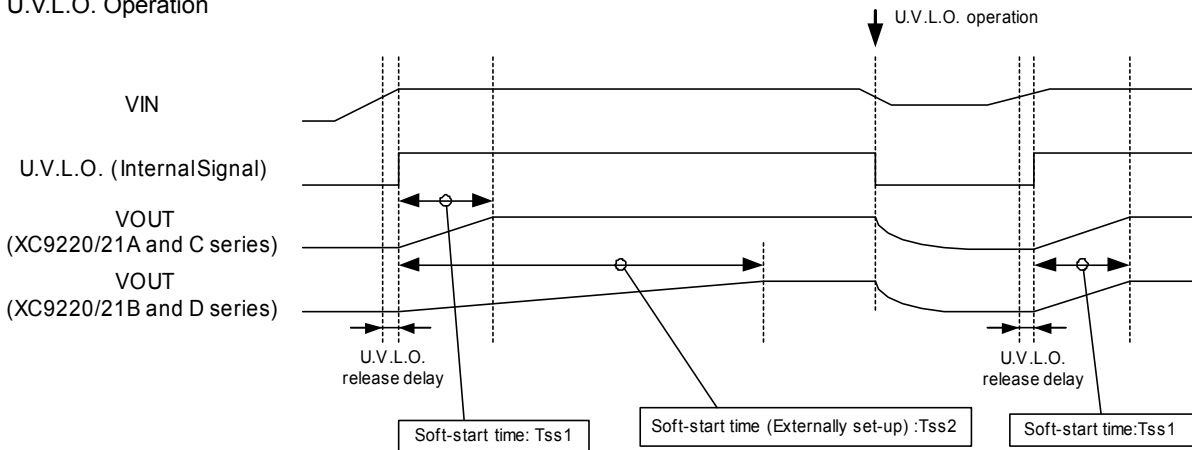 U.V.L.O. Operation
U.V.L.O. operation
VIN
U.V.L.O. (InternalSignal)
VOUT
(XC9220/21A and C series)
VOUT
(XC9220/21B and D series)
U.V.L.O.
release delay
U.V.L.O.
release delay
Soft-start time: Tss1
Soft-start time (Externally set-up) :Tss2
Soft-start time:Tss1